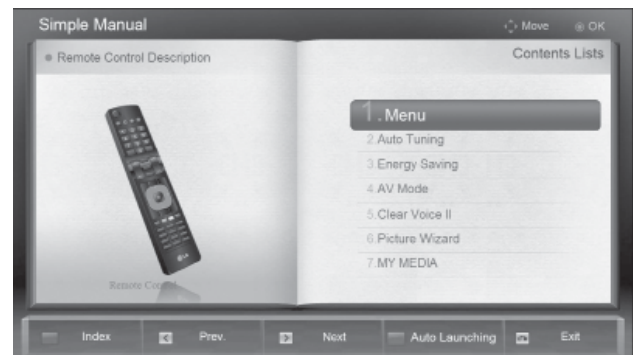 Simple Manual
Move
OK
Remote Control Description
Contents Lists
1.Menu
2.Auto Tuning
3.Energy Saving
4.AV Mode
5.Clear Voice II
6.Picture Wizard
7.MY MEDIA
LG
Remote Control
Index
Prev.
Next
Auto Launching
Exit